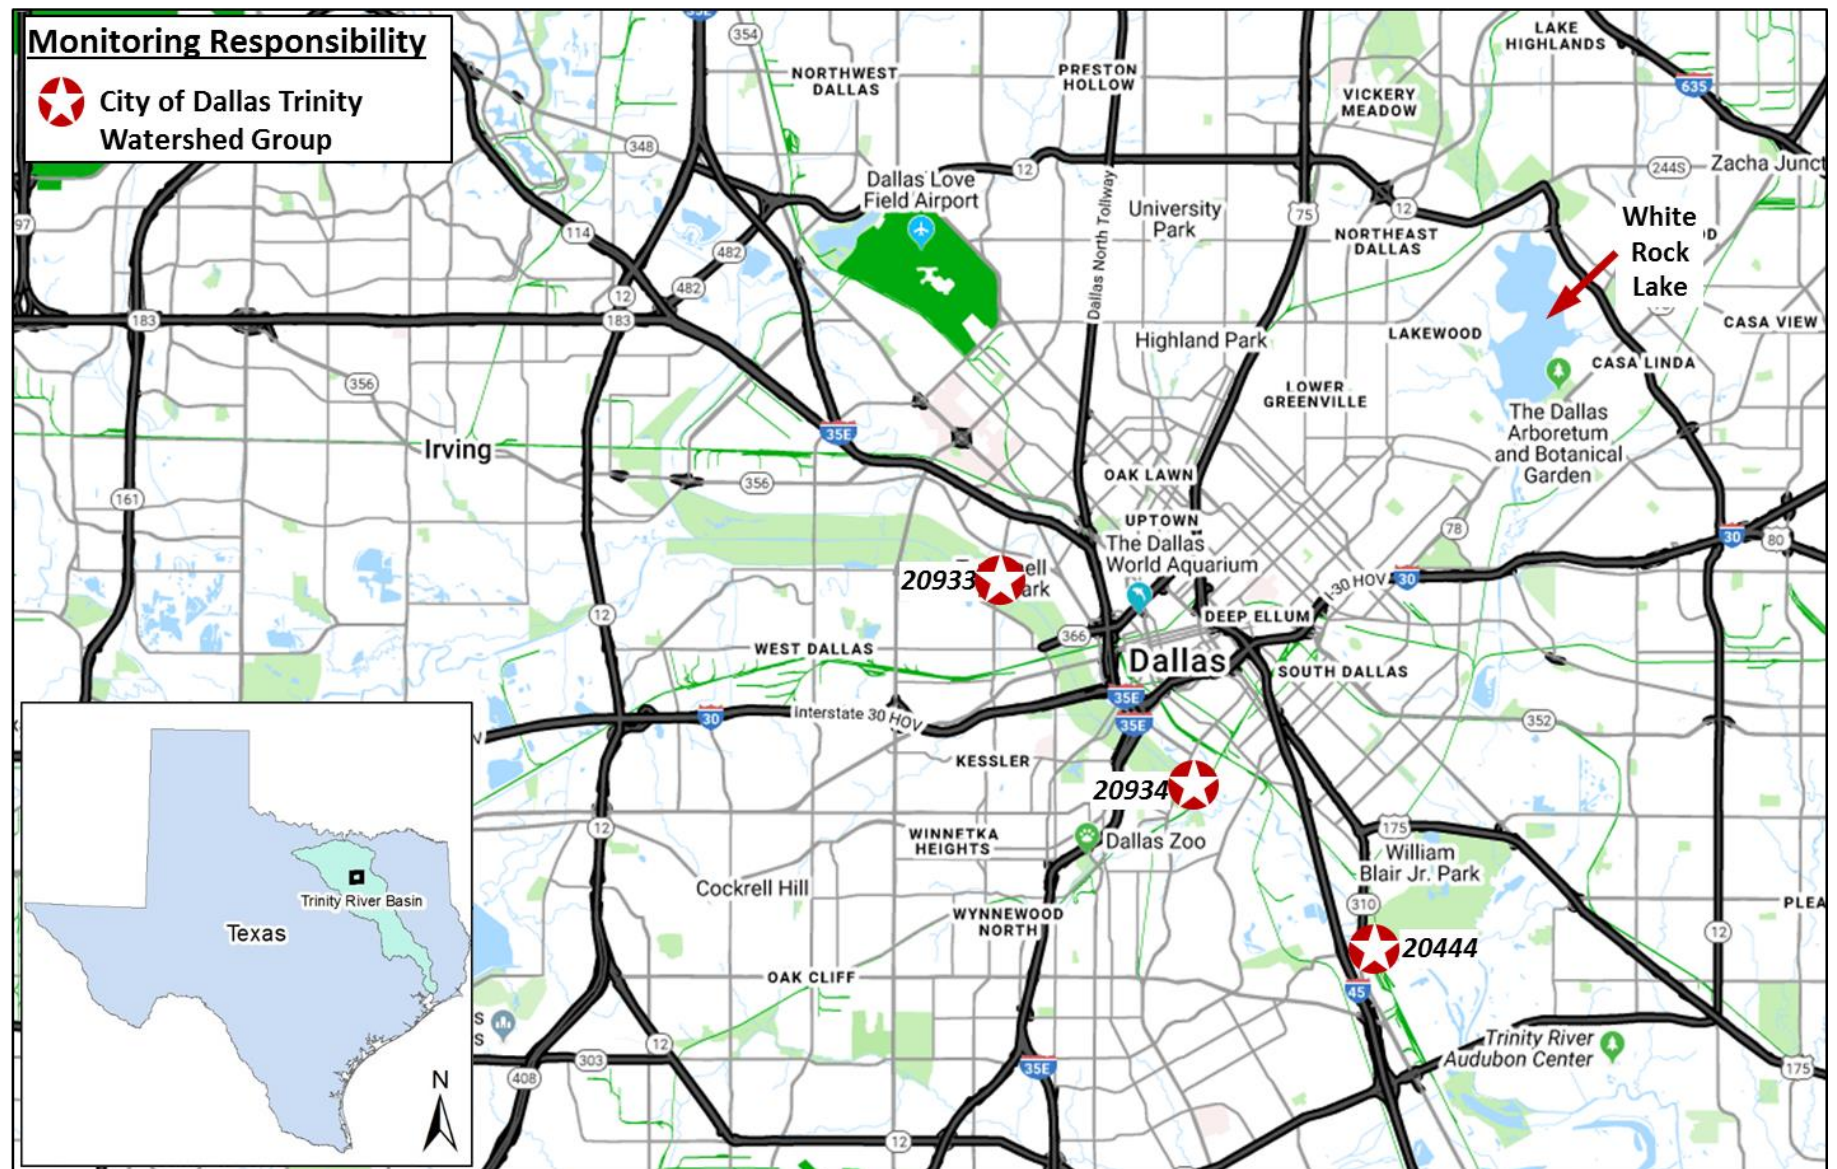 Monitoring Responsibility
City of Dallas Trinity
Watershed Group
35E
354
NORTHWEST
DALLAS
PRESTON
HOLLOW
LAKE
HIGHLANDS
635
VICKERY
MEADOW
348
12
244S
Zacha Junct
Dallas Love
Field Airport
Dallas North Tollway
University
Park
75
12
NORTHEAST
DALLAS
White
Rock
Lake
97
114
482
482
12
183
183
Highland Park
LAKEWOOD
CASA VIEW
CASA LINDA
356
LOWER
GREENVILLE
35E
The Dallas
Arboretum
and Botanical
Garden
Irving
161
356
OAK LAWN
UPTOWN
The Dallas
World Aquarium
78
30
80
20933
ell
ark
I-30 HOV
30
12
366
DEEP ELLUM
WEST DALLAS
Dallas
SOUTH DALLAS
35E
30
Interstate 30 HOV
35E
352
KESSLER
20934
12
WINNETKA
HEIGHTS
Dallas Zoo
175
William
Blair Jr. Park
Cockrell Hill
310
PLEA
WYNNEWOOD
NORTH
12
20444
OAK CLIFF
45
S
S
12
303
408
35E
Trinity River
Audubon Center
175
12
Trinity River Basin
Texas
N